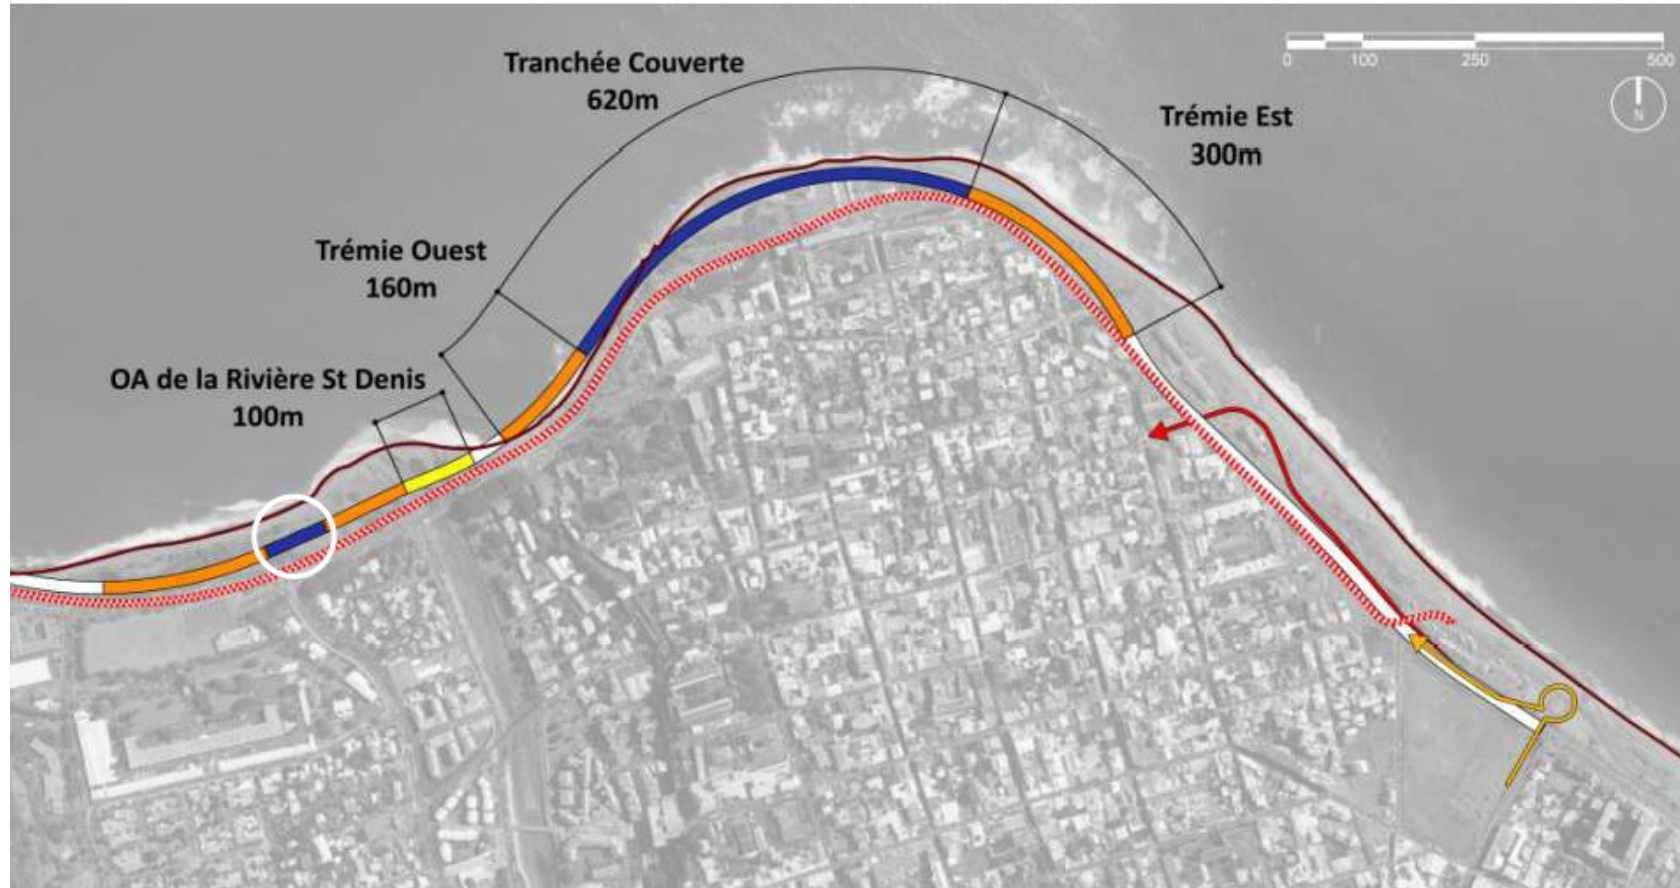 Tranchée Couverte
620m
Trémie Est
300m
Trémie Ouest
160m
OA de la Rivière St Denis
100m
0 100 250 500
N